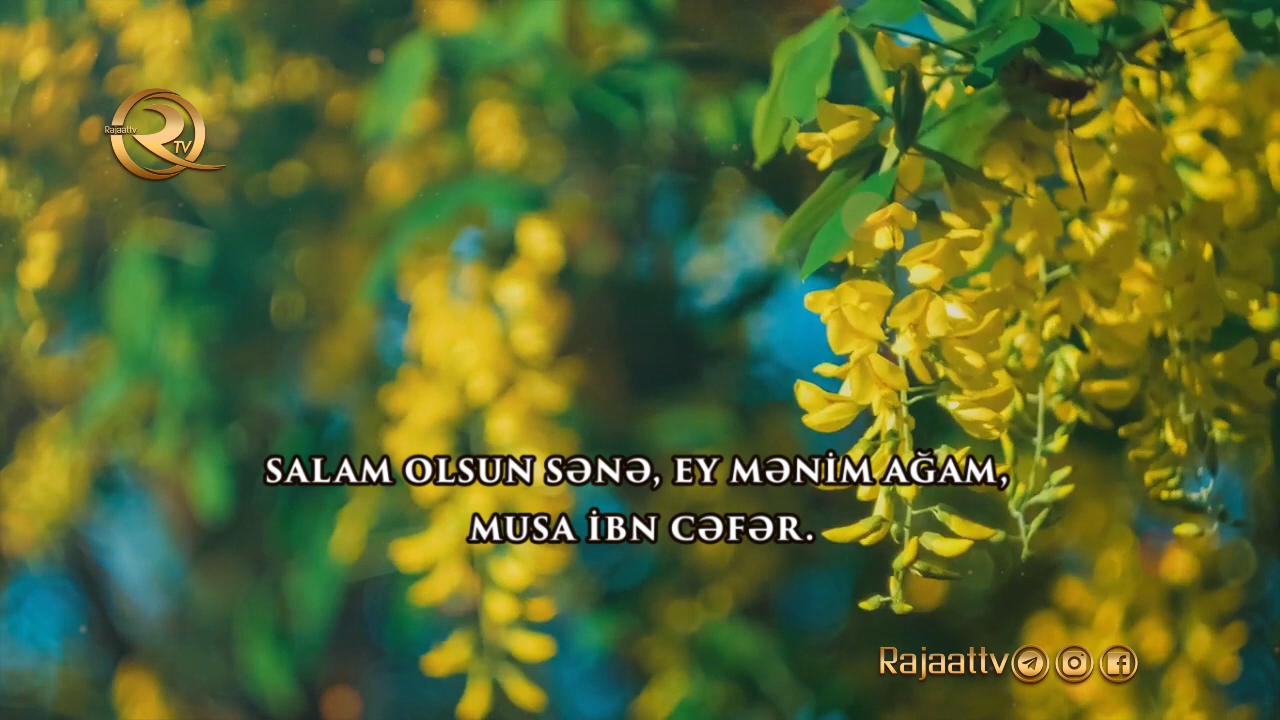 Rajaattv
R
TV
SALAM OLSUN SƏNƏ, EY MƏNİM AĞAM,
MUSA İBN CƏFƏR.
Rajaattv